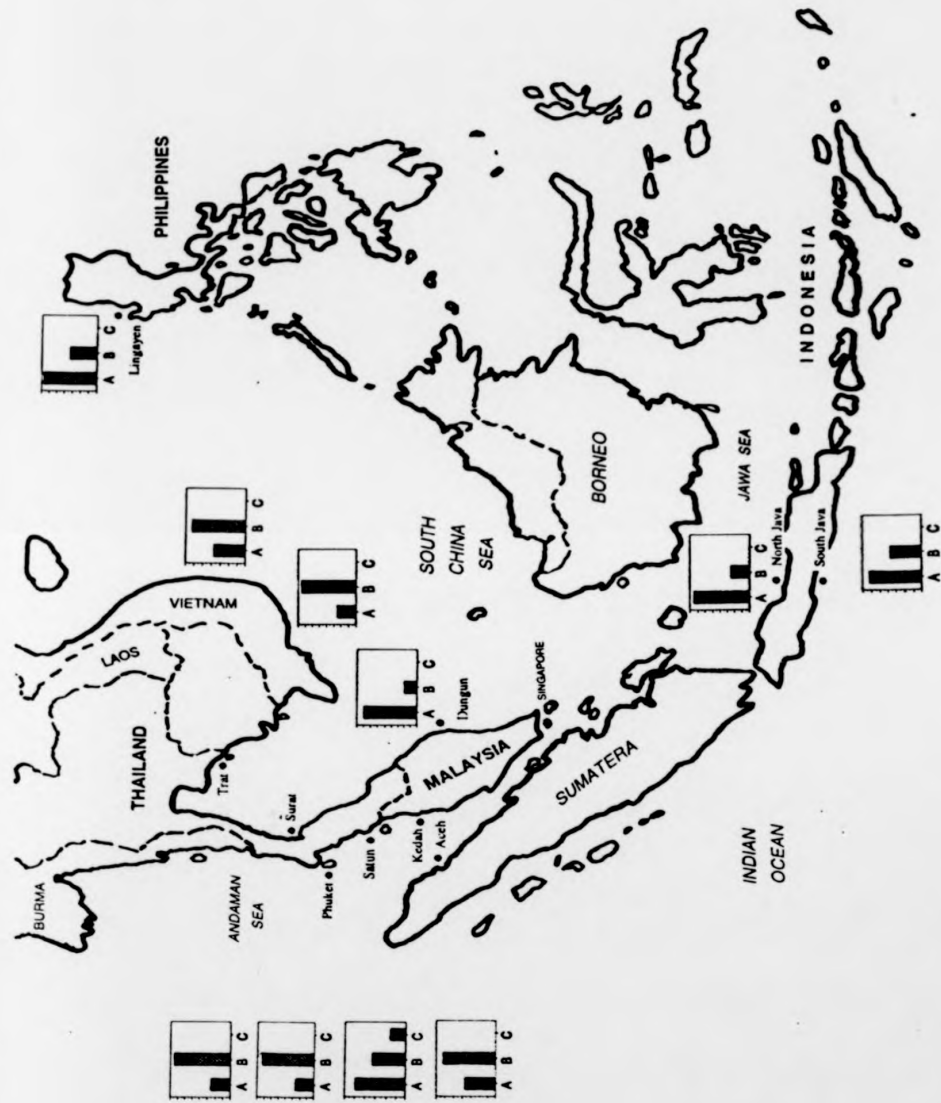 PHILIPPINES
A B C
Lingayen
A B C
VIETNAM
LAOS
A B C
THAILAND
Trat
SOUTH
CHINA
SEA
BURMA
Surat
A B C
Dungun
BORNEO
ANDAMAN
SEA
Phuket
Satun
Kedah
Aceh
MALAYSIA
SINGAPORE
SUMATERA
JAWA SEA
INDONESIA
A B C
North Java
South Java
A B C
INDIAN
OCEAN
A B C
A B C
A B C
A B C